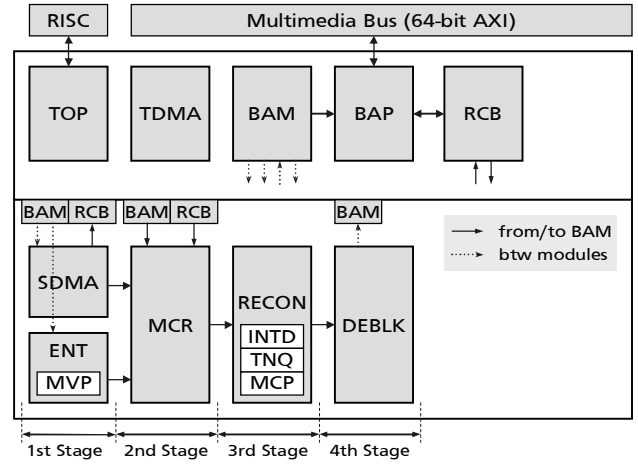 RISC
Multimedia Bus (64-bit AXI)
TOP
TDMA
BAM
BAP
RCB
BAM RCB
BAM RCB
BAM
from/to BAM
btw modules
SDMA
MCR
RECON
INTD
TNQ
MCP
DEBLK
ENT
MVP
1st Stage
2nd Stage
3rd Stage
4th Stage